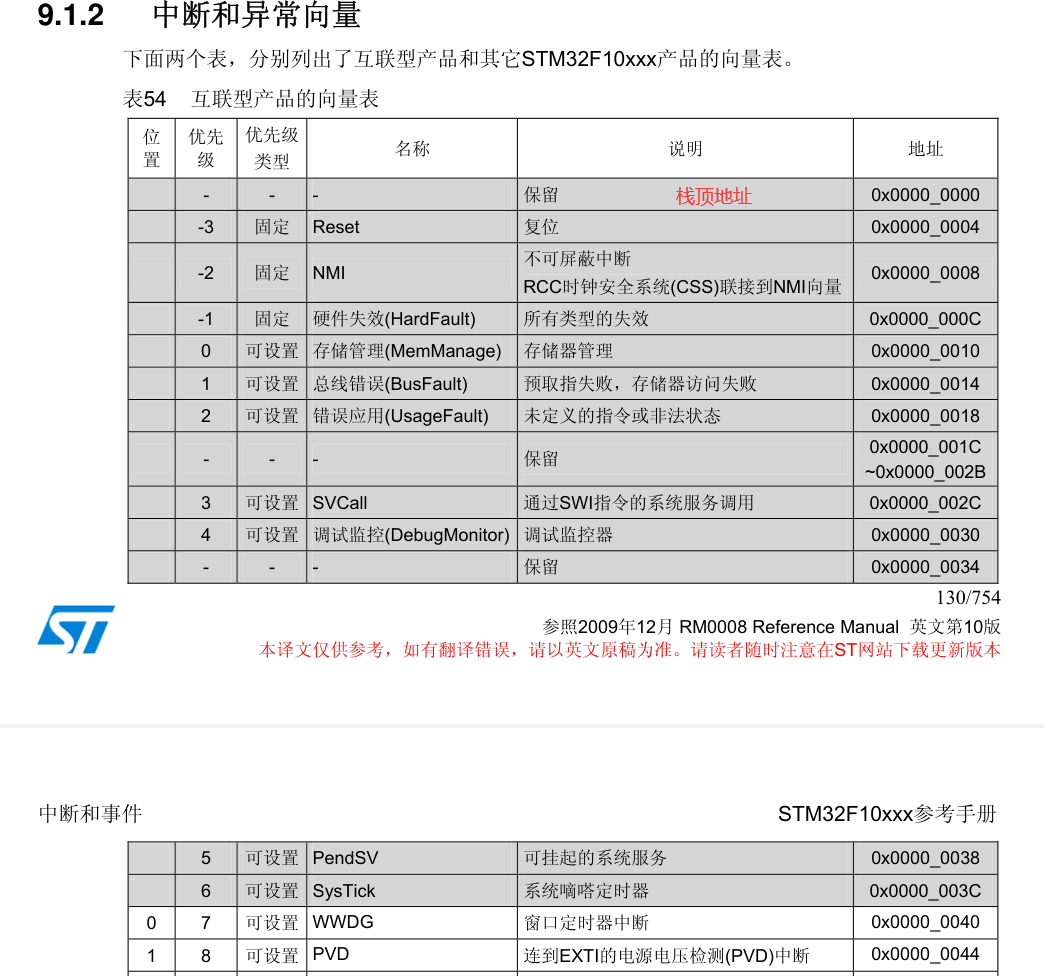 9.1.2 中断和异常向量
下面两个表，分别列出了互联型产品和其它STM32F10xxx产品的向量表。
表54 互联型产品的向量表
位置 优先级 优先级类型 名称 说明 地址
- - - 保留 栈顶地址 0x0000_0000
-3 固定 Reset 复位 0x0000_0004
-2 固定 NMI 不可屏蔽中断 RCC时钟安全系统(CSS)联接到NMI向量 0x0000_0008
-1 固定 硬件失效(HardFault) 所有类型的失效 0x0000_000C
0 可设置 存储管理(MemManage) 存储器管理 0x0000_0010
1 可设置 总线错误(BusFault) 预取指失败，存储器访问失败 0x0000_0014
2 可设置 错误应用(UsageFault) 未定义的指令或非法状态 0x0000_0018
- - - 保留 0x0000_001C ~0x0000_002B
3 可设置 SVCall 通过SWI指令的系统服务调用 0x0000_002C
4 可设置 调试监控(DebugMonitor) 调试监控器 0x0000_0030
- - - 保留 0x0000_0034
130/754
ST
参照2009年12月 RM0008 Reference Manual 英文第10版
本译文仅供参考，如有翻译错误，请以英文原稿为准。请读者随时注意在ST网站下载更新版本
中断和事件 STM32F10xxx参考手册
5 可设置 PendSV 可挂起的系统服务 0x0000_0038
6 可设置 SysTick 系统嘀嗒定时器 0x0000_003C
0 7 可设置 WWDG 窗口定时器中断 0x0000_0040
1 8 可设置 PVD 连到EXTI的电源电压检测(PVD)中断 0x0000_0044